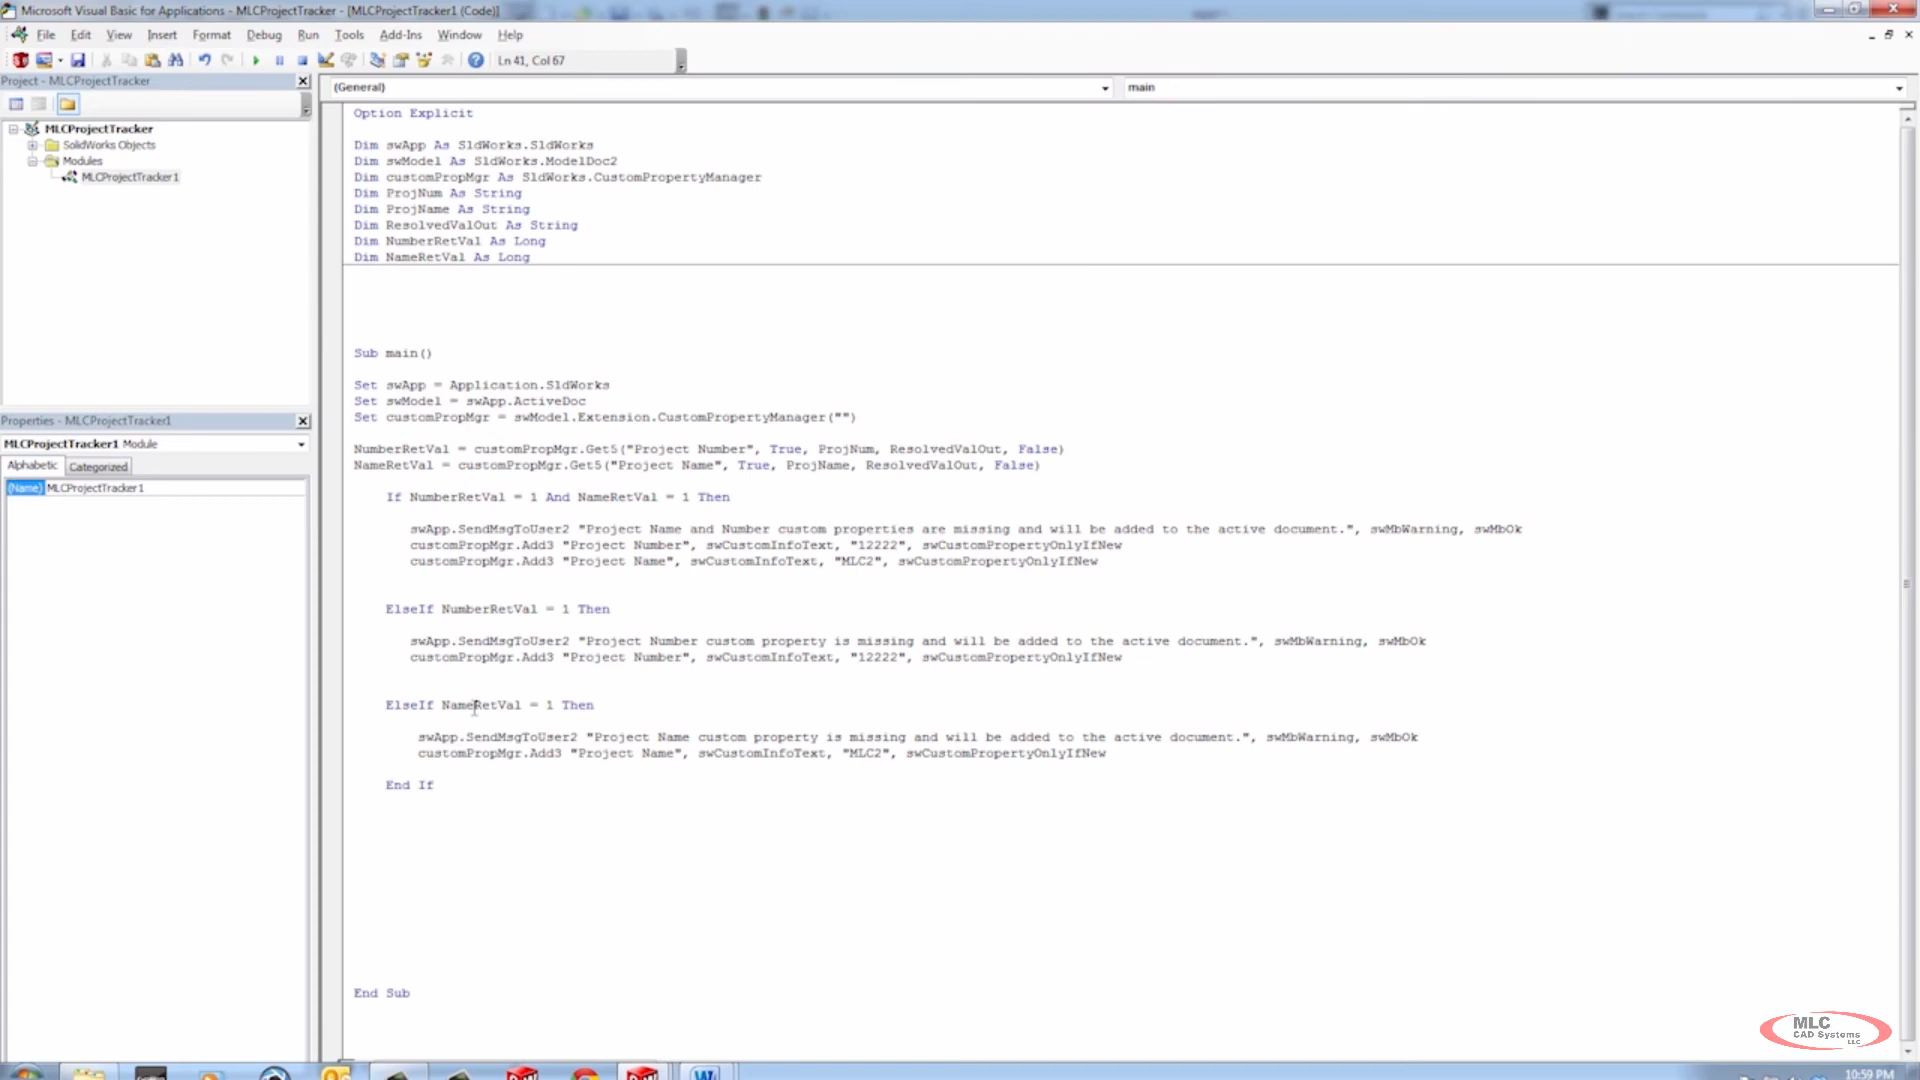 Microsoft Visual Basic for Applications - MLCProjectTracker - [MLCProjectTracker1 (Code)]
File Edit View Insert Format Debug Run Tools Add-Ins Window Help
Ln 41, Col 67
Project - MLCProjectTracker
(General)
main
MLCProjectTracker
SolidWorks Objects
Modules
MLCProjectTracker1
Properties - MLCProjectTracker1
MLCProjectTracker1 Module
Alphabetic Categorized
(Name) MLCProjectTracker1
Option Explicit
Dim swApp As SldWorks.SldWorks
Dim swModel As SldWorks.ModelDoc2
Dim customPropMgr As SldWorks.CustomPropertyManager
Dim ProjNum As String
Dim ProjName As String
Dim ResolvedValOut As String
Dim NumberRetVal As Long
Dim NameRetVal As Long
Sub main()
Set swApp = Application.SldWorks
Set swModel = swApp.ActiveDoc
Set customPropMgr = swModel.Extension.CustomPropertyManager("")
NumberRetVal = customPropMgr.Get5("Project Number", True, ProjNum, ResolvedValOut, False)
NameRetVal = customPropMgr.Get5("Project Name", True, ProjName, ResolvedValOut, False)
If NumberRetVal = 1 And NameRetVal = 1 Then
swApp.SendMsgToUser2 "Project Name and Number custom properties are missing and will be added to the active document.", swMbWarning, swMbOk
customPropMgr.Add3 "Project Number", swCustomInfoText, "12222", swCustomPropertyOnlyIfNew
customPropMgr.Add3 "Project Name", swCustomInfoText, "MLC2", swCustomPropertyOnlyIfNew
ElseIf NumberRetVal = 1 Then
swApp.SendMsgToUser2 "Project Number custom property is missing and will be added to the active document.", swMbWarning, swMbOk
customPropMgr.Add3 "Project Number", swCustomInfoText, "12222", swCustomPropertyOnlyIfNew
ElseIf NameRetVal = 1 Then
swApp.SendMsgToUser2 "Project Name custom property is missing and will be added to the active document.", swMbWarning, swMbOk
customPropMgr.Add3 "Project Name", swCustomInfoText, "MLC2", swCustomPropertyOnlyIfNew
End If
End Sub
MLC
CAD Systems
LLC
10:59 PM